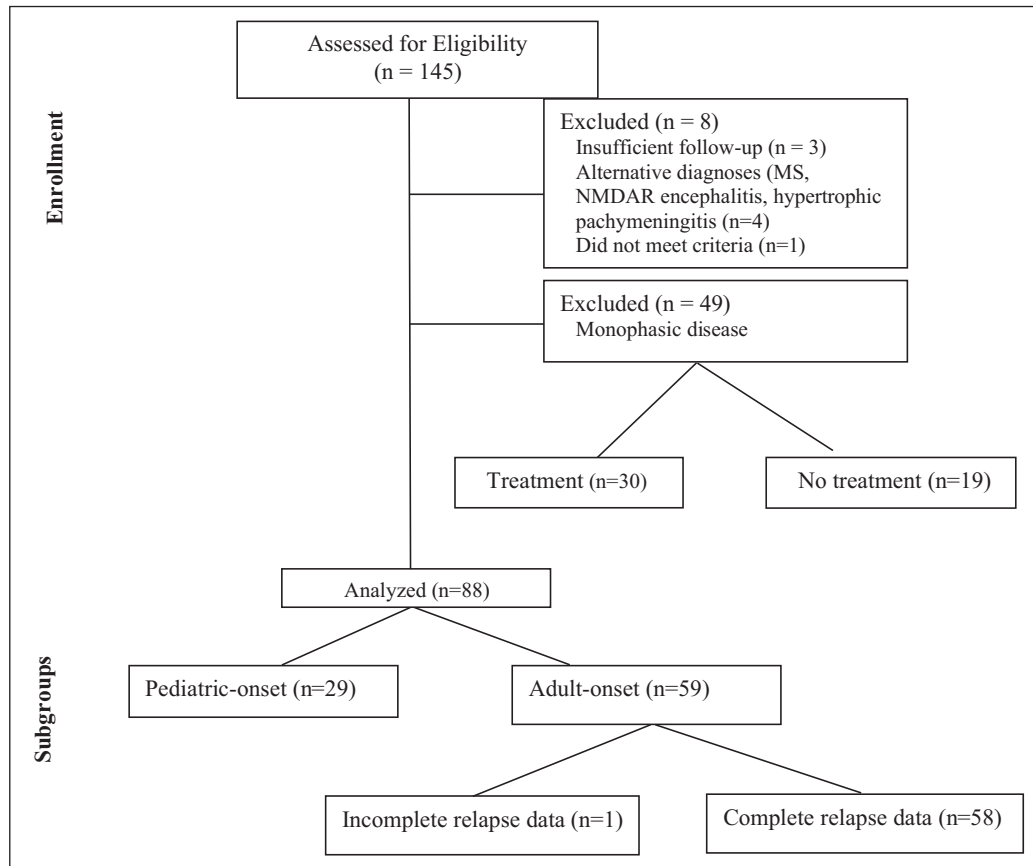 Assessed for Eligibility
(n = 145)
Enrollment
Excluded (n = 8)
Insufficient follow-up (n = 3)
Alternative diagnoses (MS,
NMDAR encephalitis, hypertrophic
pachymeningitis (n=4)
Did not meet criteria (n=1)
Excluded (n = 49)
Monophasic disease
Treatment (n=30)
No treatment (n=19)
Analyzed (n=88)
Subgroups
Pediatric-onset (n=29)
Adult-onset (n=59)
Incomplete relapse data (n=1)
Complete relapse data (n=58)